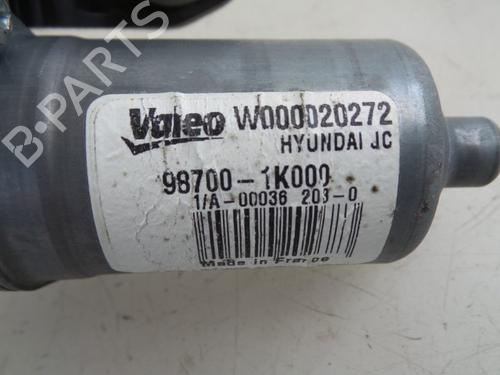 Valeo W000020272
HYUNDAI JC
98700-1K000
1/A-00036 203-0
Made in France
B-PARTS